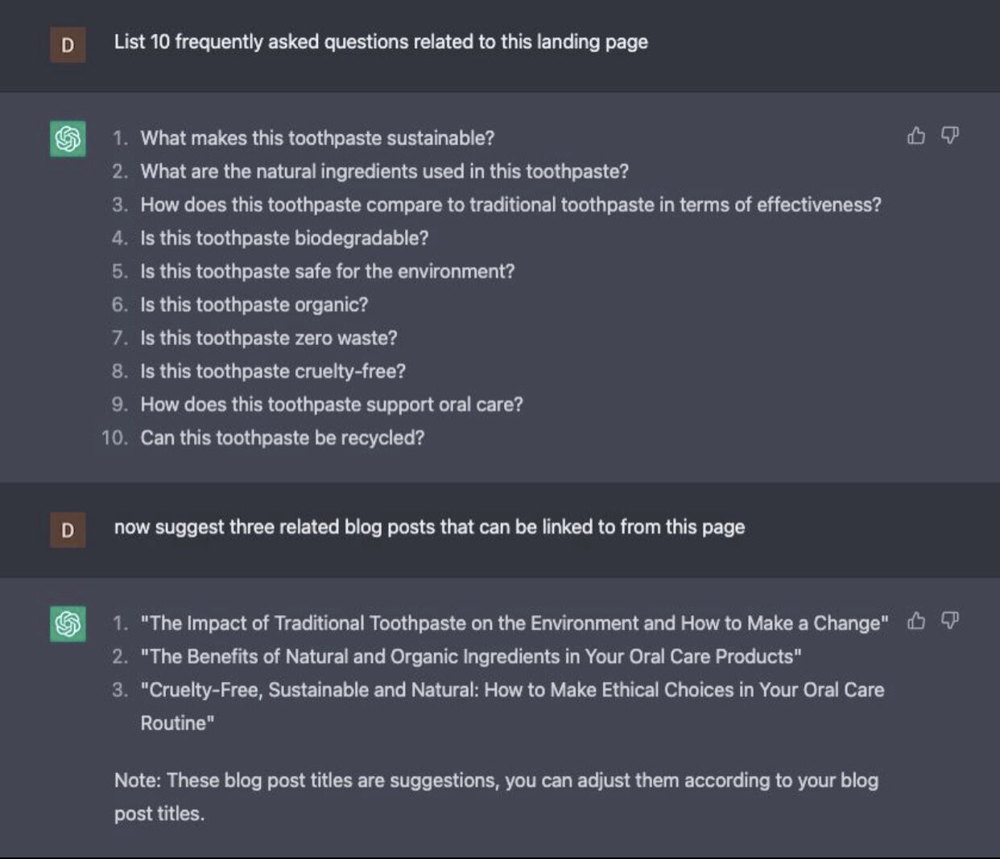 D
List 10 frequently asked questions related to this landing page
1. What makes this toothpaste sustainable?
2. What are the natural ingredients used in this toothpaste?
3. How does this toothpaste compare to traditional toothpaste in terms of effectiveness?
4. Is this toothpaste biodegradable?
5. Is this toothpaste safe for the environment?
6. Is this toothpaste organic?
7. Is this toothpaste zero waste?
8. Is this toothpaste cruelty-free?
9. How does this toothpaste support oral care?
10. Can this toothpaste be recycled?
D
now suggest three related blog posts that can be linked to from this page
1. "The Impact of Traditional Toothpaste on the Environment and How to Make a Change"
2. "The Benefits of Natural and Organic Ingredients in Your Oral Care Products"
3. "Cruelty-Free, Sustainable and Natural: How to Make Ethical Choices in Your Oral Care
Routine"
Note: These blog post titles are suggestions, you can adjust them according to your blog
post titles.